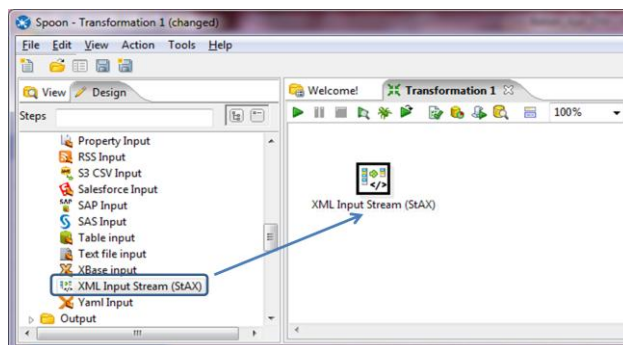 Spoon - Transformation 1 (changed)
File Edit View Action Tools Help
View Design
Steps
Property Input
RSS Input
S3 CSV Input
Salesforce Input
SAP Input
SAS Input
Table input
Text file input
XBase input
XML Input Stream (StAX)
Yaml Input
Output
Welcome! Transformation 1
100%
XML Input Stream (StAX)